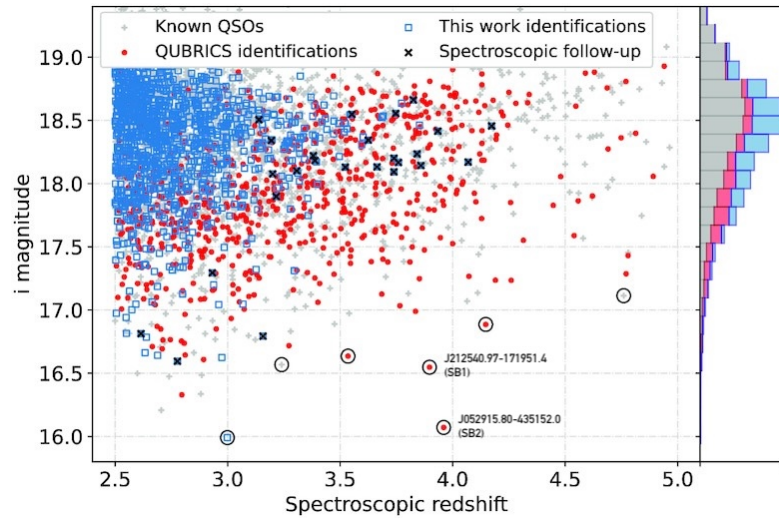 Known QSOs
This work identifications
QUBRICS identifications
Spectroscopic follow-up
19.0
18.5
18.0
17.5
17.0
16.5
16.0
i magnitude
J212540.97-171951.4
(SB1)
J052915.80-435152.0
(SB2)
2.5 3.0 3.5 4.0 4.5 5.0
Spectroscopic redshift